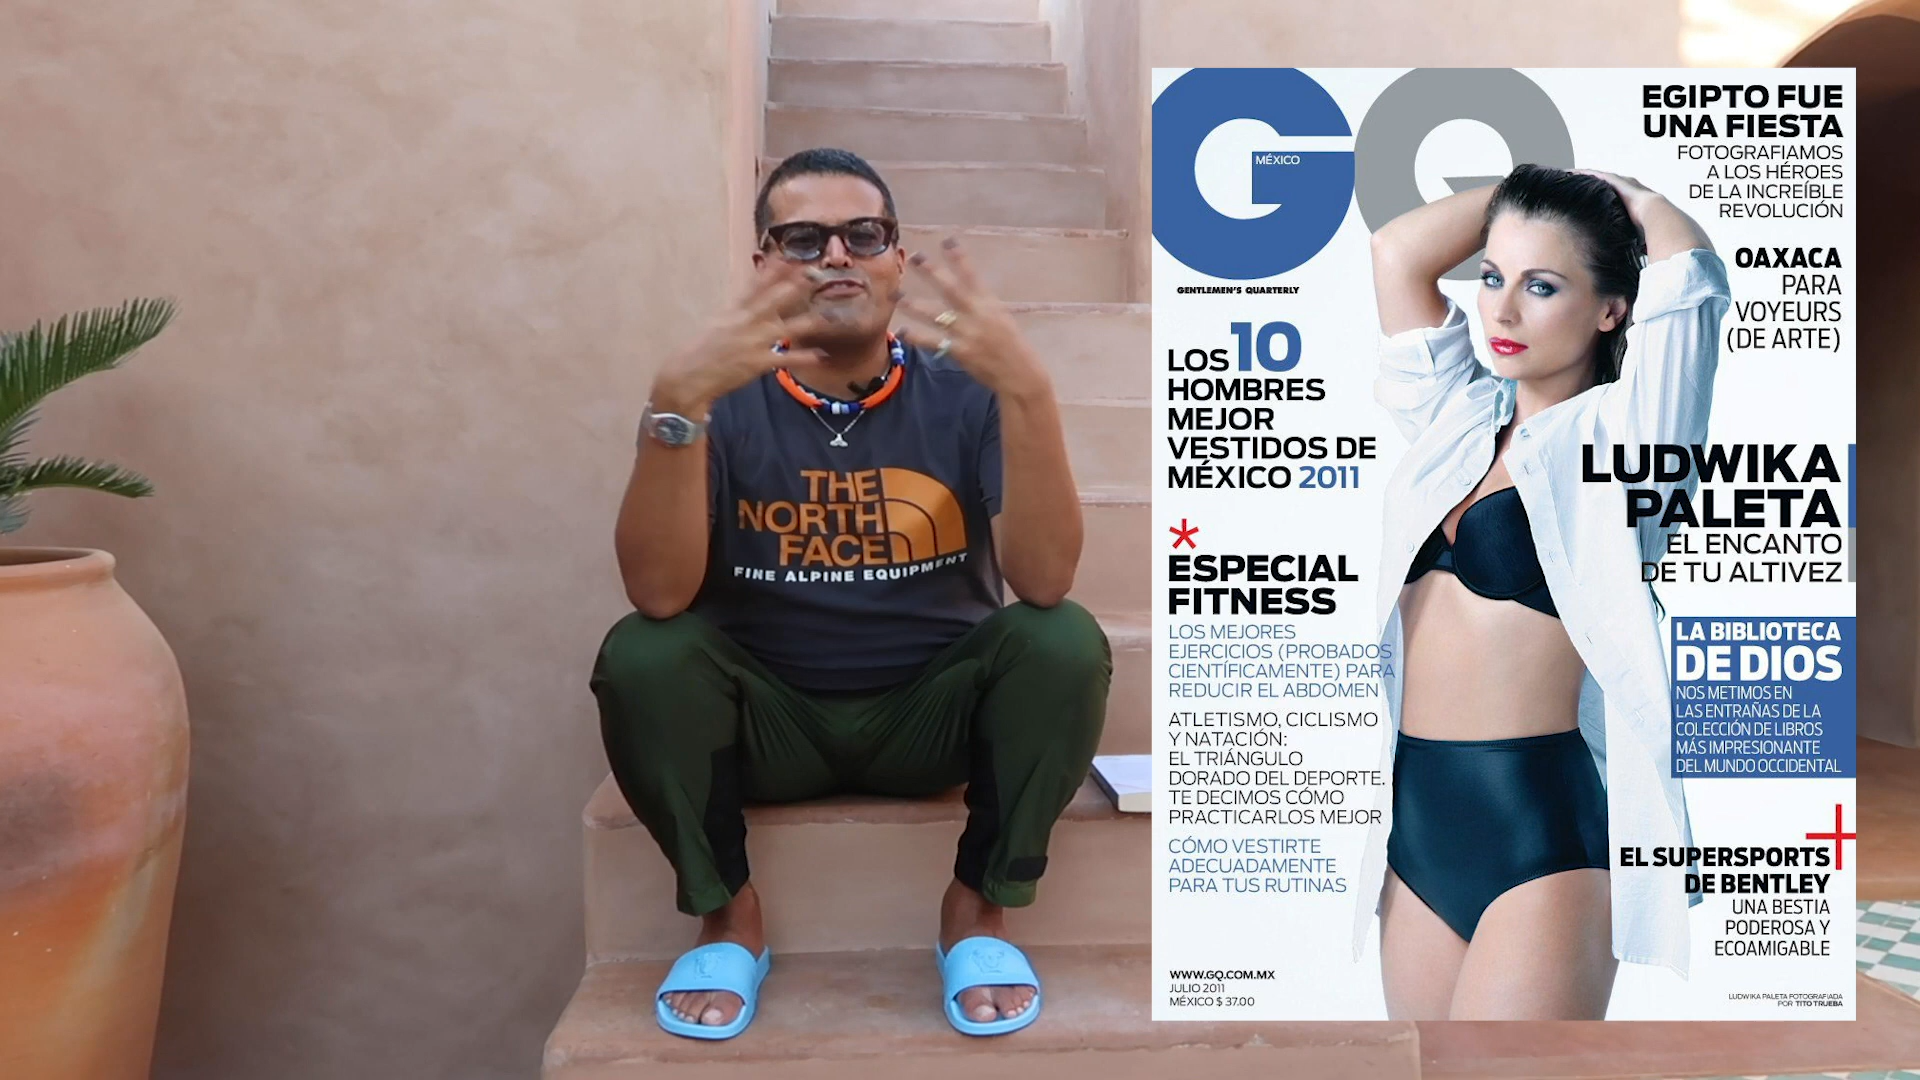 THE
NORTH
FACE
FINE ALPINE EQUIPMENT
GQ
MÉXICO
GENTLEMEN'S QUARTERLY
LOS 10
HOMBRES
MEJOR
VESTIDOS DE
MÉXICO 2011
*
ESPECIAL
FITNESS
LOS MEJORES
EJERCICIOS (PROBADOS
CIENTÍFICAMENTE) PARA
REDUCIR EL ABDOMEN
ATLETISMO, CICLISMO
Y NATACIÓN:
EL TRIÁNGULO
DORADO DEL DEPORTE.
TE DECIMOS CÓMO
PRACTICARLOS MEJOR
CÓMO VESTIRTE
ADECUADAMENTE
PARA TUS RUTINAS
WWW.GQ.COM.MX
JULIO 2011
MÉXICO $ 37.00
EGIPTO FUE
UNA FIESTA
FOTOGRAFIAMOS
A LOS HÉROES
DE LA INCREÍBLE
REVOLUCIÓN
OAXACA
PARA
VOYEURS
(DE ARTE)
LUDWIKA
PALETA
EL ENCANTO
DE TU ALTIVEZ
LA BIBLIOTECA
DE DIOS
NOS METIMOS EN
LAS ENTRAÑAS DE LA
COLECCIÓN DE LIBROS
MÁS IMPRESIONANTE
DEL MUNDO OCCIDENTAL
+
EL SUPERSPORTS
DE BENTLEY
UNA BESTIA
PODEROSA Y
ECOAMIGABLE
LUDWIKA PALETA FOTOGRAFIADA
POR TITO TRUEBA